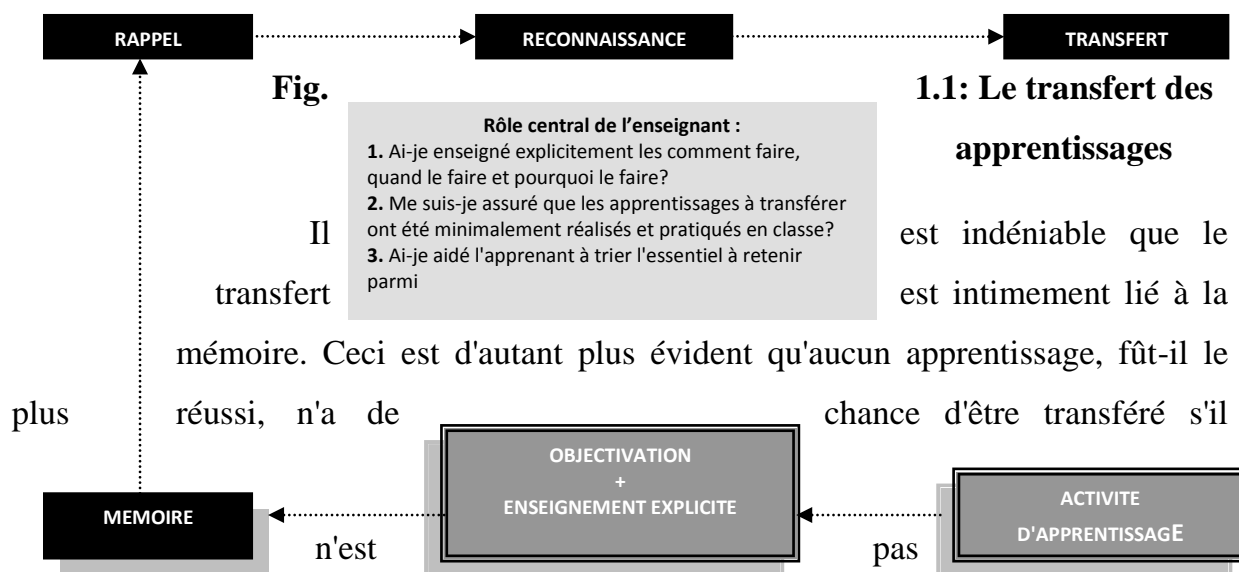 RAPPEL RECONNAISSANCE TRANSFERT
Fig. 1.1: Le transfert des
apprentissages
Rôle central de l’enseignant :
1. Ai-je enseigné explicitement les comment faire,
quand le faire et pourquoi le faire?
2. Me suis-je assuré que les apprentissages à transférer
ont été minimalement réalisés et pratiqués en classe?
3. Ai-je aidé l'apprenant à trier l'essentiel à retenir
parmi
Il est indéniable que le
transfert est intimement lié à la
mémoire. Ceci est d'autant plus évident qu'aucun apprentissage, fût-il le
plus réussi, n'a de chance d'être transféré s'il
OBJECTIVATION
+
ENSEIGNEMENT EXPLICITE
ACTIVITE
D'APPRENTISSAGE
MEMOIRE
n'est pas